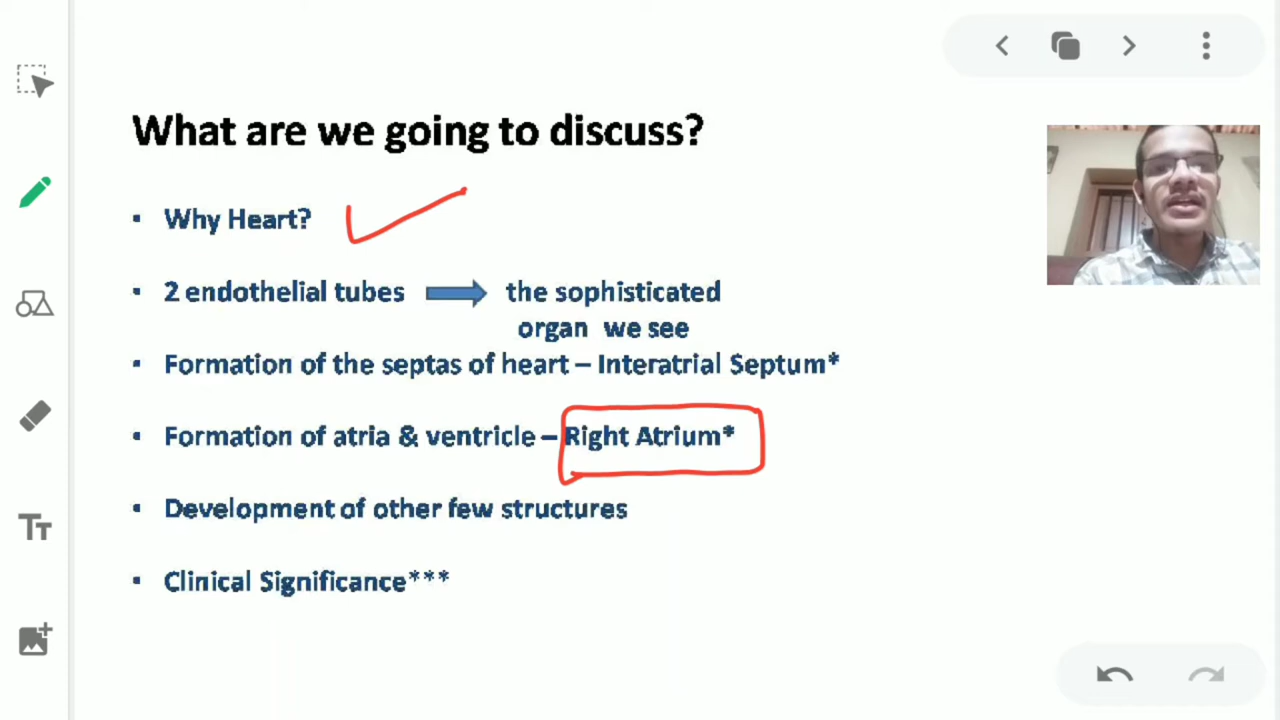 What are we going to discuss?
▪ Why Heart?
▪ 2 endothelial tubes ➡ the sophisticated
organ we see
▪ Formation of the septas of heart – Interatrial Septum*
▪ Formation of atria & ventricle – Right Atrium*
▪ Development of other few structures
▪ Clinical Significance***
TT